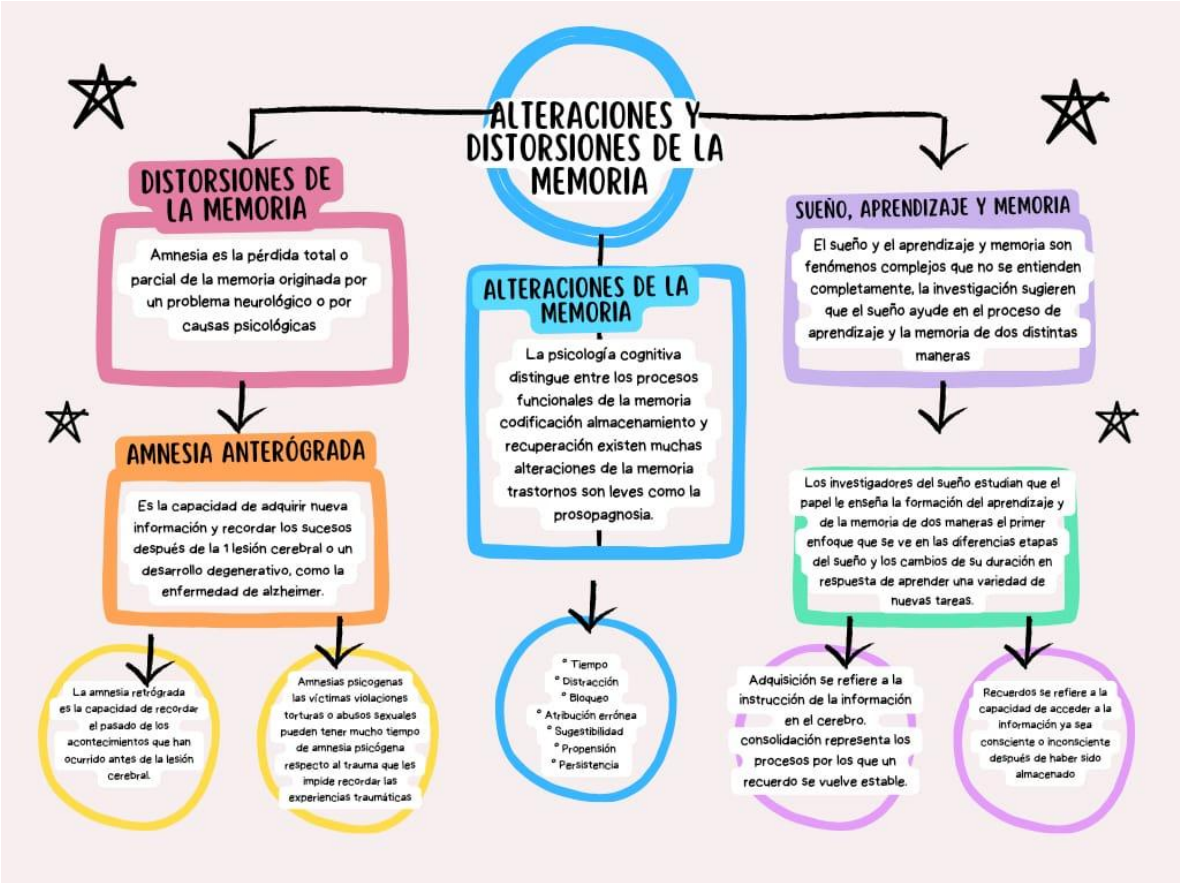 ALTERACIONES Y
DISTORSIONES DE LA
MEMORIA
DISTORSIONES DE
LA MEMORIA
Amnesia es la pérdida total o
parcial de la memoria originada por
un problema neurológico o por
causas psicológicas
AMNESIA ANTERÓGRADA
Es la capacidad de adquirir nueva
información y recordar los sucesos
después de la 1 lesión cerebral o un
desarrollo degenerativo, como la
enfermedad de alzheimer.
La amnesia retrógrada
es la capacidad de recordar
el pasado de los
acontecimientos que han
ocurrido antes de la lesión
cerebral.
Amnesias psicogenas
las víctimas violaciones
torturas o abusos sexuales
pueden tener mucho tiempo
de amnesia psicógena
respecto al trauma que les
impide recordar las
experiencias traumáticas
ALTERACIONES DE LA
MEMORIA
La psicología cognitiva
distingue entre los procesos
funcionales de la memoria
codificación almacenamiento y
recuperación existen muchas
alteraciones de la memoria
trastornos son leves como la
prosopagnosia.
° Tiempo
° Distracción
° Bloqueo
° Atribución errónea
° Sugestibilidad
° Propensión
° Persistencia
SUEÑO, APRENDIZAJE Y MEMORIA
El sueño y el aprendizaje y memoria son
fenómenos complejos que no se entienden
completamente, la investigación sugieren
que el sueño ayude en el proceso de
aprendizaje y la memoria de dos distintas
maneras
Los investigadores del sueño estudian que el
papel le enseña la formación del aprendizaje y
de la memoria de dos maneras el primer
enfoque que se ve en las diferencias etapas
del sueño y los cambios de su duración en
respuesta de aprender una variedad de
nuevas tareas.
Adquisición se refiere a la
instrucción de la información
en el cerebro.
consolidación representa los
procesos por los que un
recuerdo se vuelve estable.
Recuerdos se refiere a la
capacidad de acceder a la
información ya sea
consciente o inconsciente
después de haber sido
almacenado